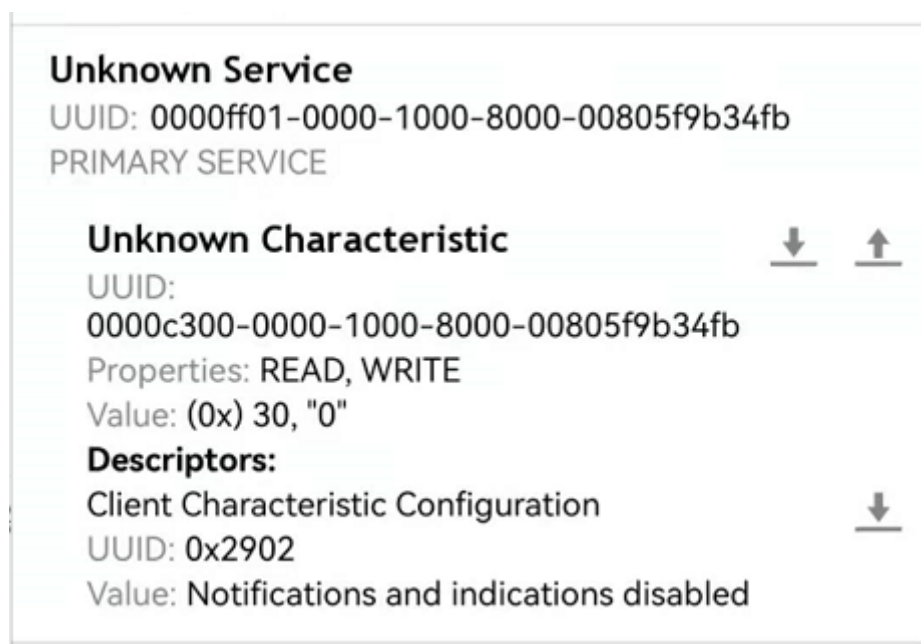 Unknown Service
UUID: 0000ff01-0000-1000-8000-00805f9b34fb
PRIMARY SERVICE
Unknown Characteristic
UUID:
0000c300-0000-1000-8000-00805f9b34fb
Properties: READ, WRITE
Value: (0x) 30, "0"
Descriptors:
Client Characteristic Configuration
UUID: 0x2902
Value: Notifications and indications disabled